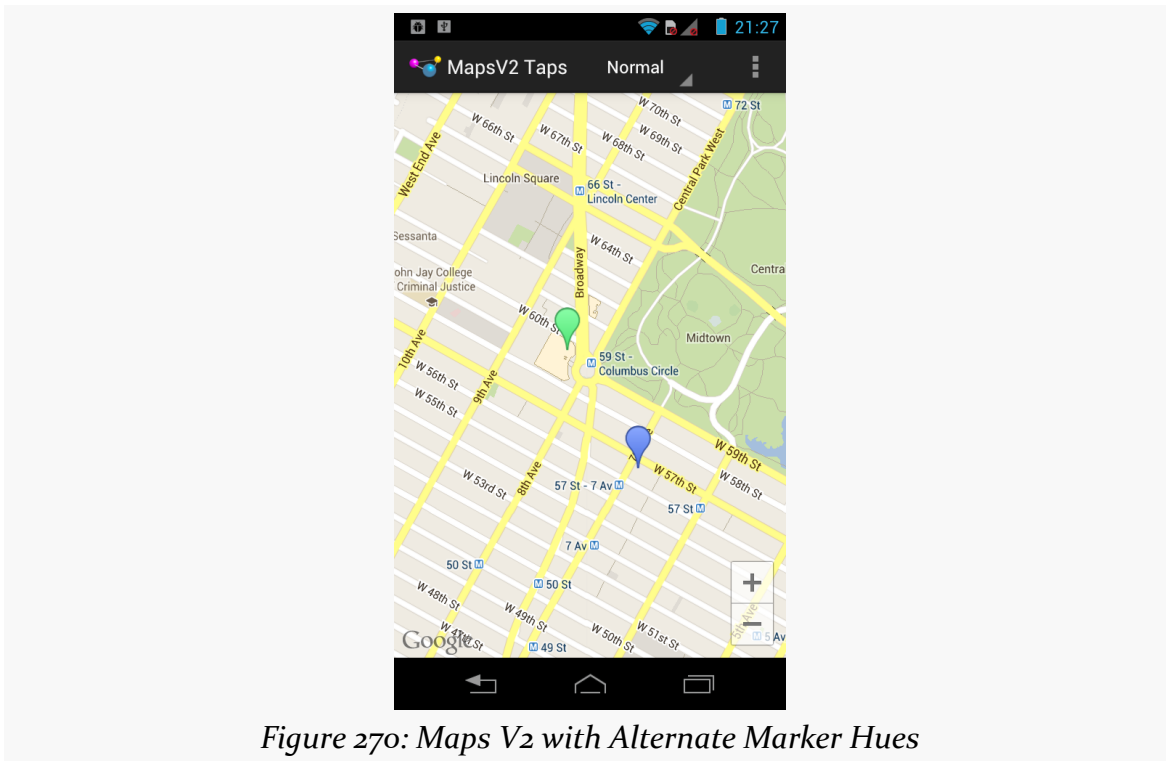 21:27
MapsV2 Taps Normal
72 St
W 70th St
W 66th St
W 67th St
W 69th St
W 68th St
West End Ave
Central Park West
Lincoln Square
66 St -
Lincoln Center
Sessanta
W 64th St
Broadway
Centra
ohn Jay College
Criminal Justice
W 60th St
Midtown
10th Ave
59 St -
Columbus Circle
W 56th St
9th Ave
W 55th St
W 59th St
W 57th St
W 58th St
W 53rd St
8th Ave
57 St - 7 Av
57 St
7 Av
50 St
50 St
W 48th St
W 49th St
5th Ave
W 47th St
W 50th St
W 51st St
5 Av
Google
49 St
Figure 270: Maps V2 with Alternate Marker Hues